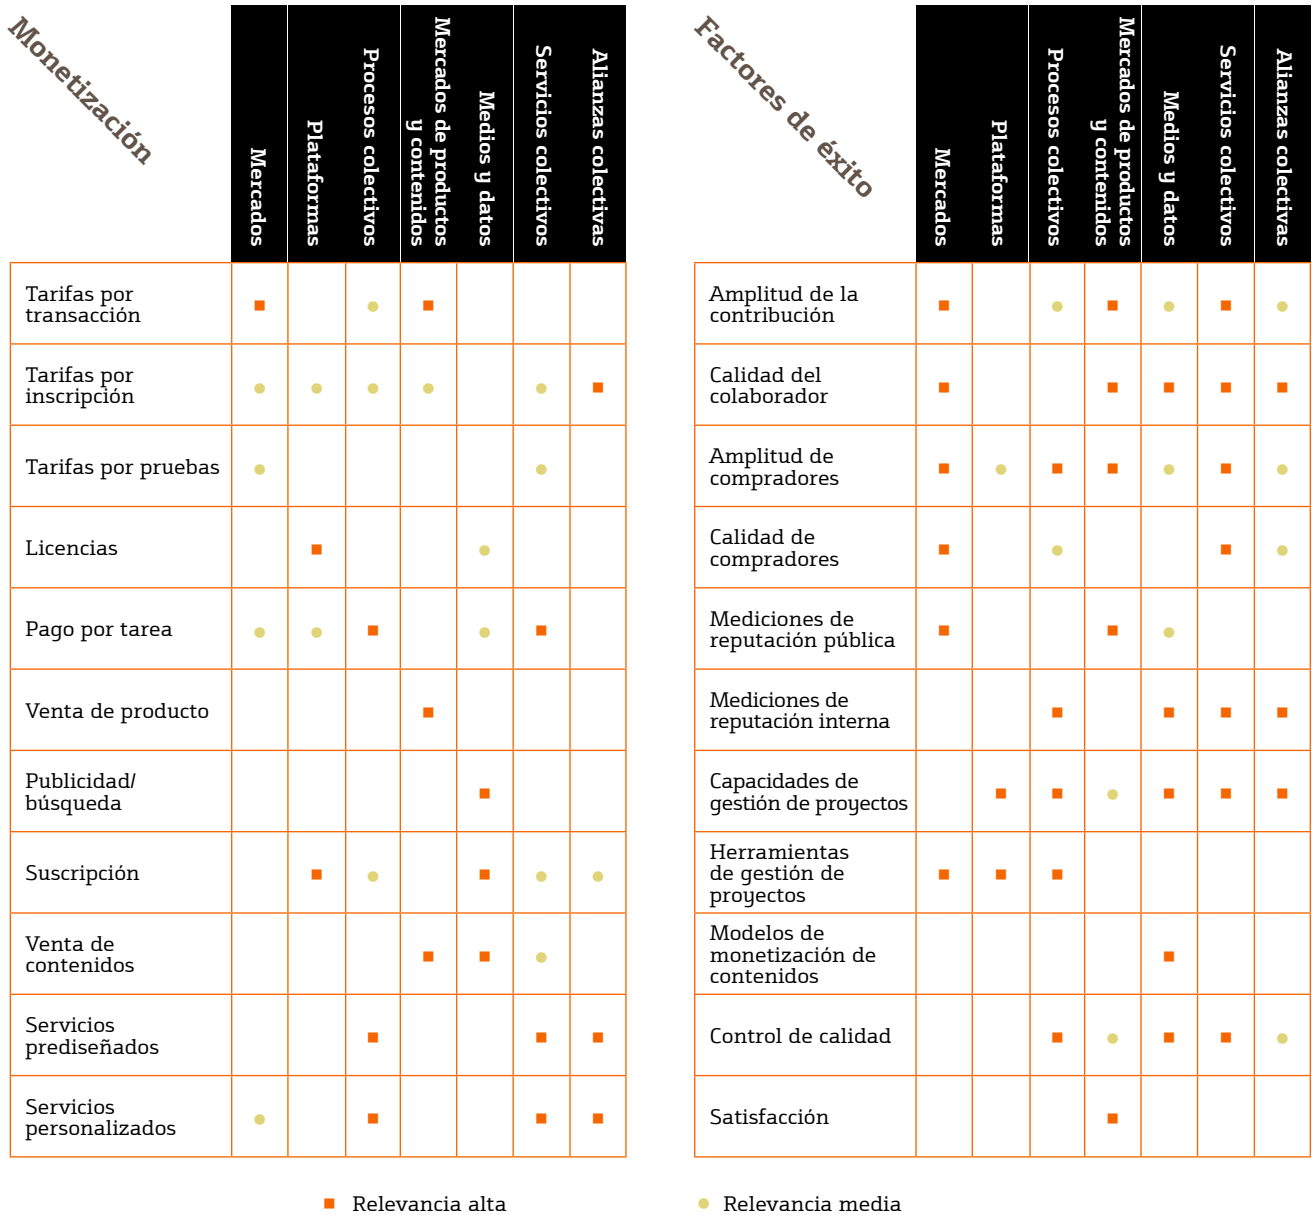 Monetización
Mercados
Plataformas
Procesos colectivos
Mercados de productos
y contenidos
Medios y datos
Servicios colectivos
Alianzas colectivas
Tarifas por
transacción
Tarifas por
inscripción
Tarifas por pruebas
Licencias
Pago por tarea
Venta de producto
Publicidad/
búsqueda
Suscripción
Venta de
contenidos
Servicios
prediseñados
Servicios
personalizados
Factores de éxito
Mercados
Plataformas
Procesos colectivos
Mercados de productos
y contenidos
Medios y datos
Servicios colectivos
Alianzas colectivas
Amplitud de la
contribución
Calidad del
colaborador
Amplitud de
compradores
Calidad de
compradores
Mediciones de
reputación pública
Mediciones de
reputación interna
Capacidades de
gestión de proyectos
Herramientas
de gestión de
proyectos
Modelos de
monetización de
contenidos
Control de calidad
Satisfacción
Relevancia alta
Relevancia media